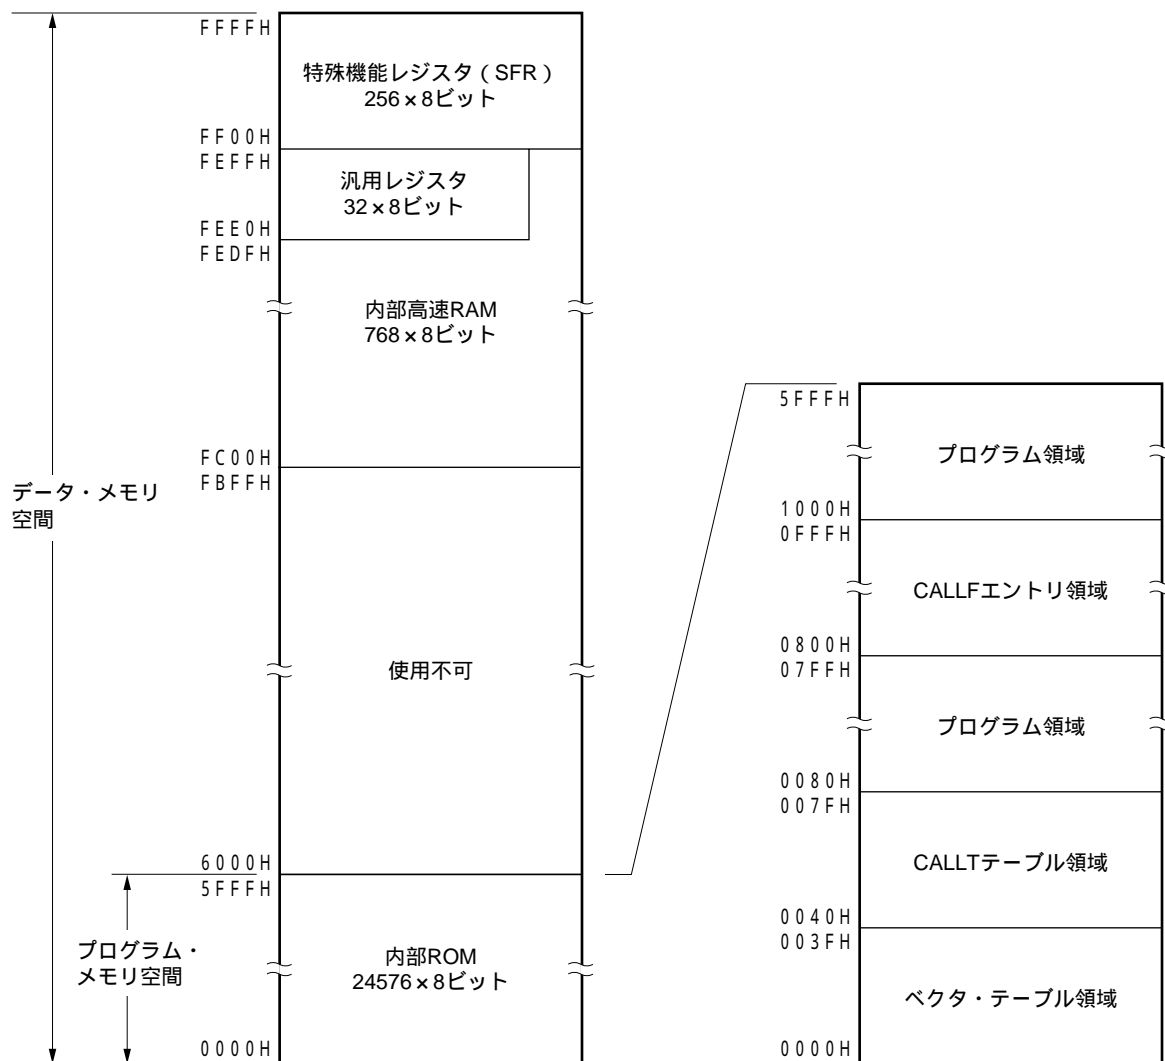 FFFFH
特殊機能レジスタ（SFR）
256×8ビット
FF00H
FEFFH
汎用レジスタ
32×8ビット
FEE0H
FEDFH
内部高速RAM
768×8ビット
FC00H
FBFFH
データ・メモリ
空間
使用不可
6000H
5FFFH
プログラム・
メモリ空間
内部ROM
24576×8ビット
0000H
5FFFH
プログラム領域
1000H
0FFFH
CALLFエントリ領域
0800H
07FFH
プログラム領域
0080H
007FH
CALLTテーブル領域
0040H
003FH
ベクタ・テーブル領域
0000H